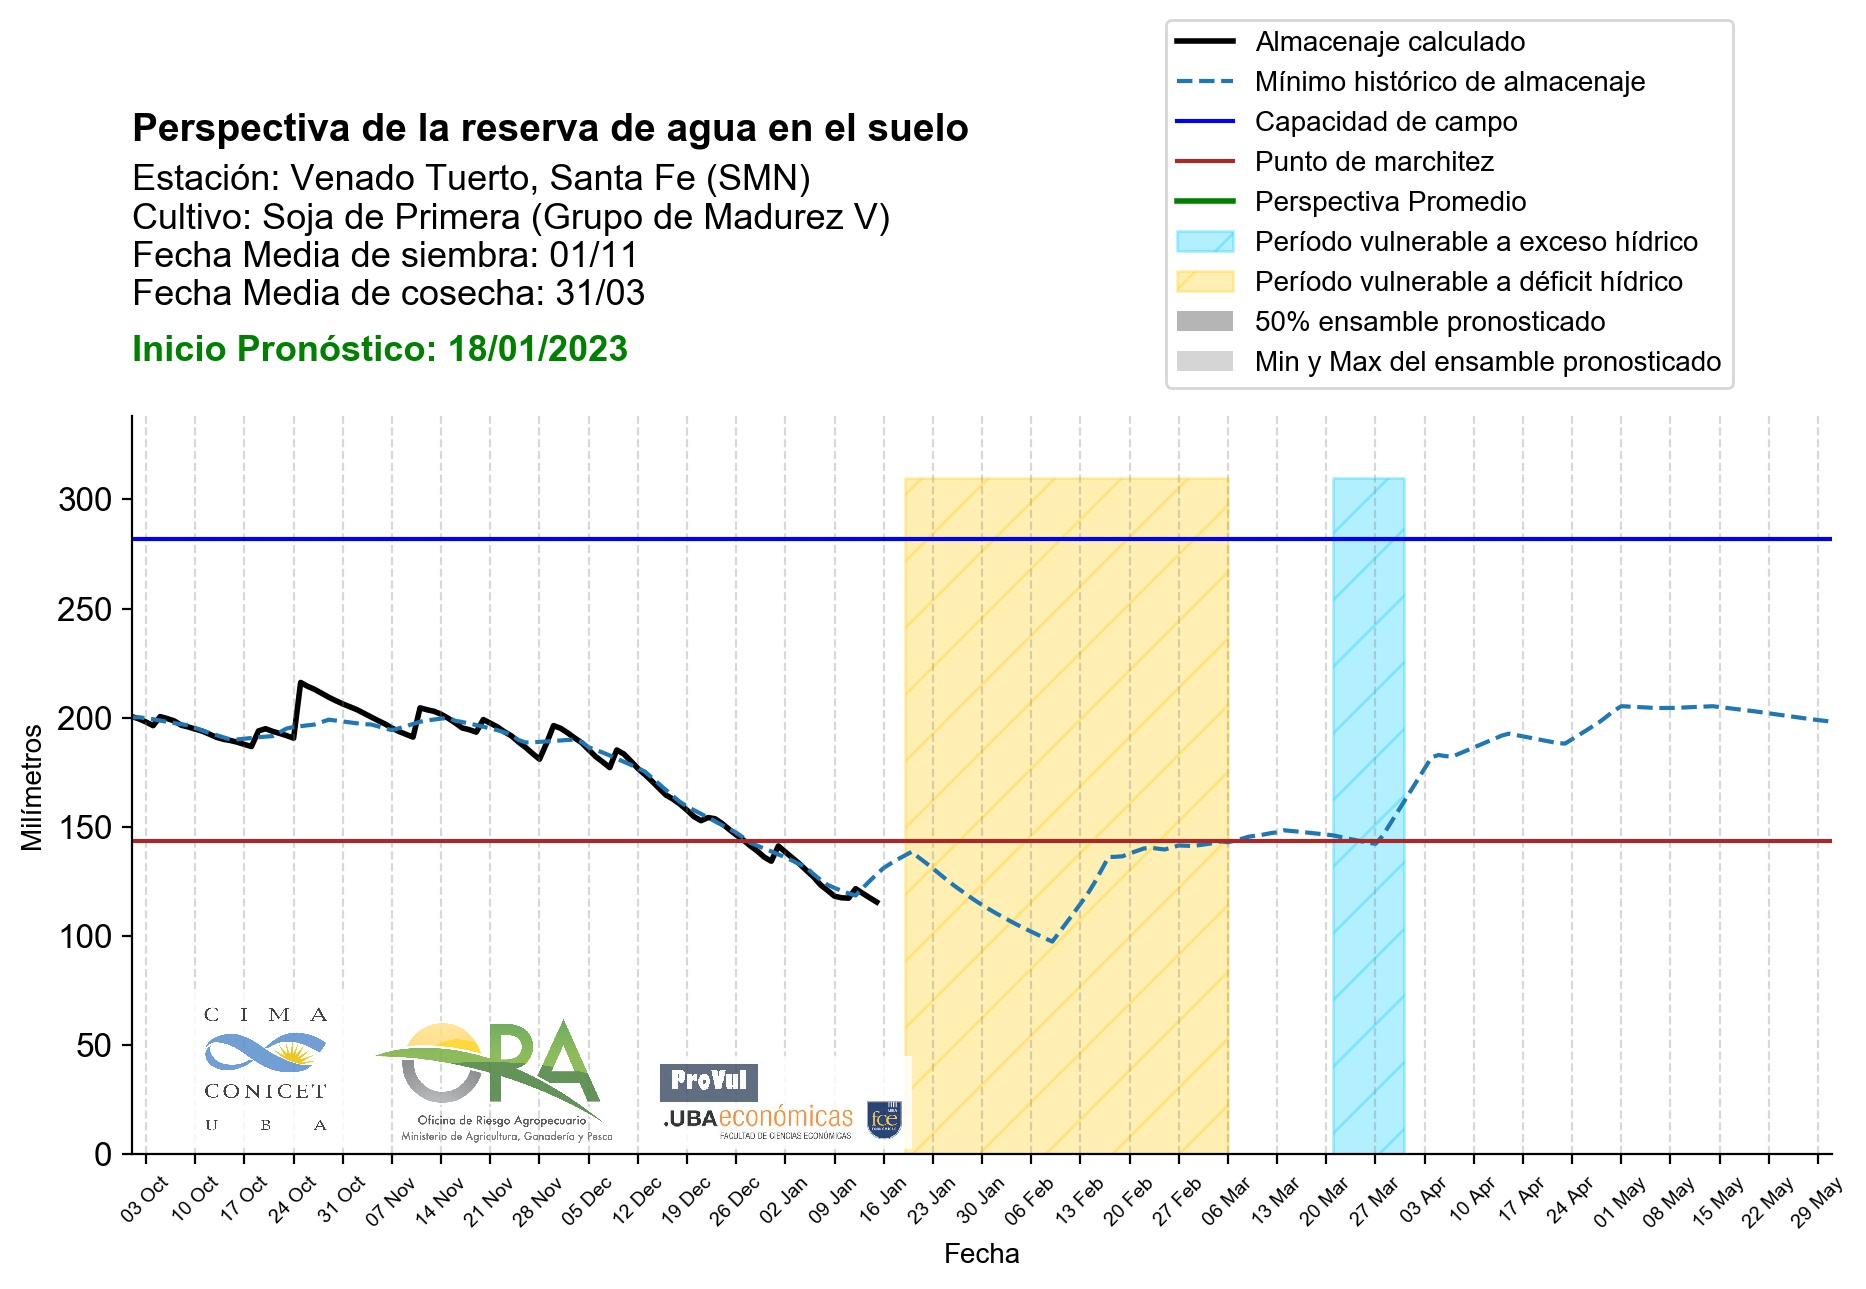 Almacenaje calculado
Mínimo histórico de almacenaje
Capacidad de campo
Punto de marchitez
Perspectiva Promedio
Período vulnerable a exceso hídrico
Período vulnerable a déficit hídrico
50% ensamble pronosticado
Min y Max del ensamble pronosticado
Perspectiva de la reserva de agua en el suelo
Estación: Venado Tuerto, Santa Fe (SMN)
Cultivo: Soja de Primera (Grupo de Madurez V)
Fecha Media de siembra: 01/11
Fecha Media de cosecha: 31/03
Inicio Pronóstico: 18/01/2023
Milímetros
300
250
200
150
100
50
0
CIMA
CONICET
UBA
ORA
Oficina de Riesgo Agropecuario
Ministerio de Agricultura, Ganadería y Pesca
ProVul
.UBAeconómicas
FACULTAD DE CIENCIAS ECONÓMICAS
UBA
fce
ECONÓMICAS
03 Oct
10 Oct
17 Oct
24 Oct
31 Oct
07 Nov
14 Nov
21 Nov
28 Nov
05 Dec
12 Dec
19 Dec
26 Dec
02 Jan
09 Jan
16 Jan
23 Jan
30 Jan
06 Feb
13 Feb
20 Feb
27 Feb
06 Mar
13 Mar
20 Mar
27 Mar
03 Apr
10 Apr
17 Apr
24 Apr
01 May
08 May
15 May
22 May
29 May
Fecha